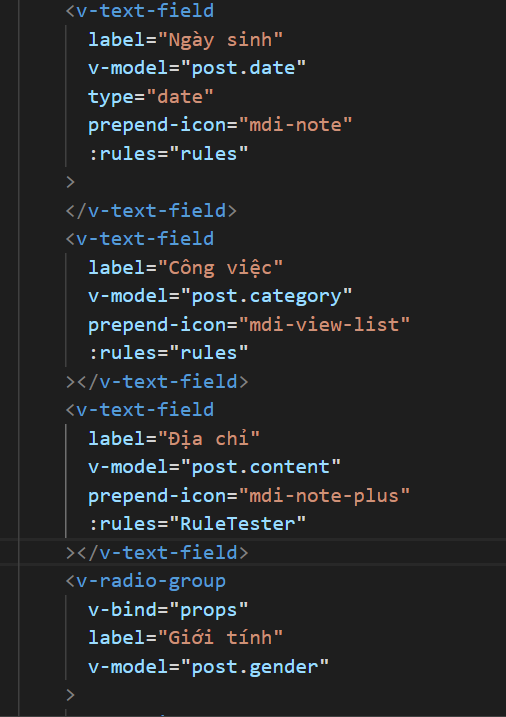 <v-text-field
label="Ngày sinh"
v-model="post.date"
type="date"
prepend-icon="mdi-note"
:rules="rules"
>
</v-text-field>
<v-text-field
label="Công việc"
v-model="post.category"
prepend-icon="mdi-view-list"
:rules="rules"
></v-text-field>
<v-text-field
label="Địa chỉ"
v-model="post.content"
prepend-icon="mdi-note-plus"
:rules="RuleTester"
></v-text-field>
<v-radio-group
v-bind="props"
label="Giới tính"
v-model="post.gender"
>